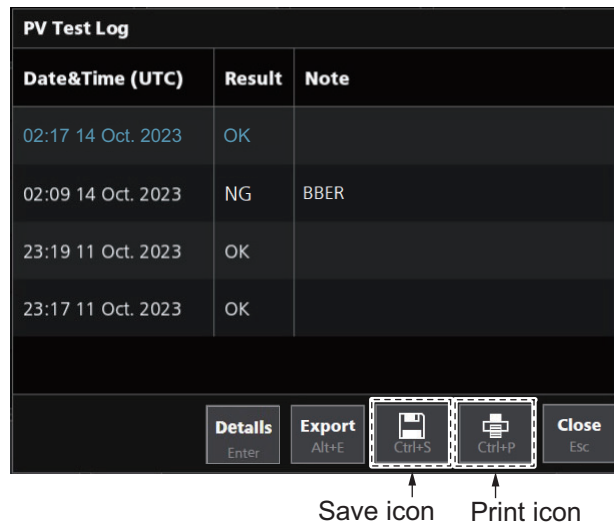 PV Test Log
Date&Time (UTC) Result Note
02:17 14 Oct. 2023 OK
02:09 14 Oct. 2023 NG BBER
23:19 11 Oct. 2023 OK
23:17 11 Oct. 2023 OK
Details Export Close
Enter Alt+E Ctrl+S Ctrl+P Esc
Save icon Print icon